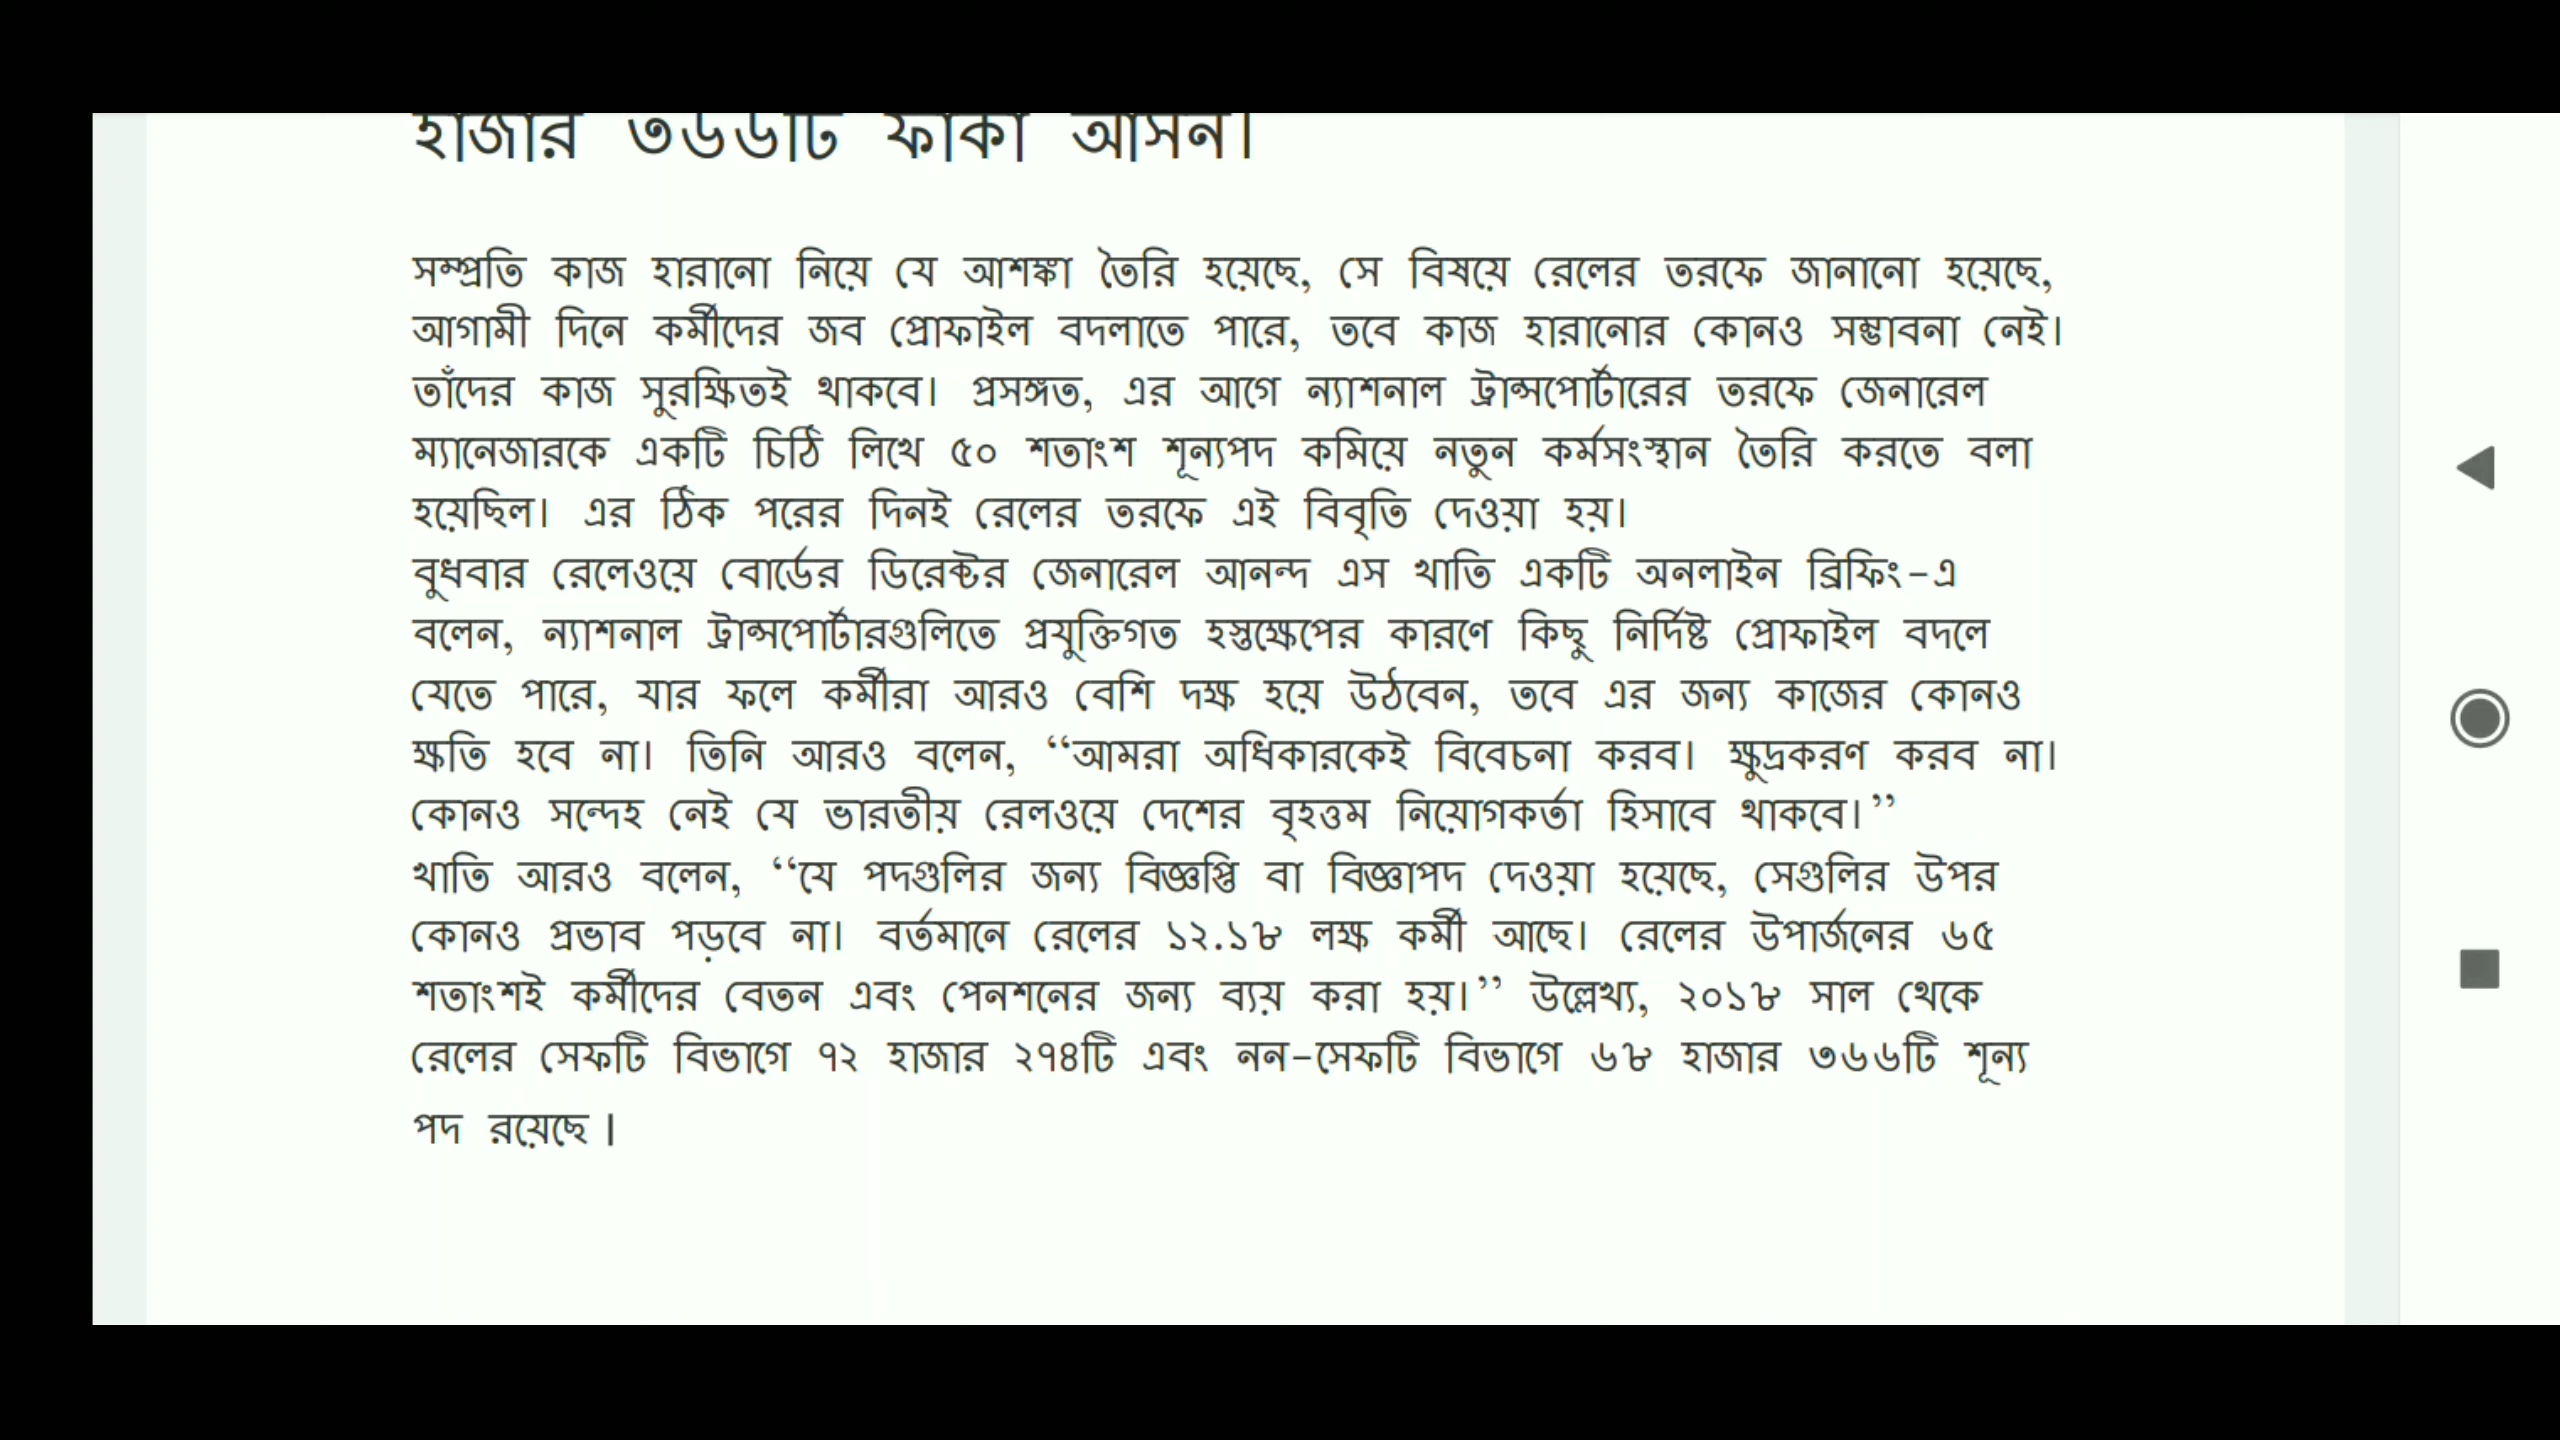 হাজার ৩৬৬টি ফাঁকা আসন।
সম্প্রতি কাজ হারানো নিয়ে যে আশঙ্কা তৈরি হয়েছে, সে বিষয়ে রেলের তরফে জানানো হয়েছে,
আগামী দিনে কর্মীদের জব প্রোফাইল বদলাতে পারে, তবে কাজ হারানোর কোনও সম্ভাবনা নেই।
তাঁদের কাজ সুরক্ষিতই থাকবে। প্রসঙ্গত, এর আগে ন্যাশনাল ট্রান্সপোর্টারের তরফে জেনারেল
ম্যানেজারকে একটি চিঠি লিখে ৫০ শতাংশ শূন্যপদ কমিয়ে নতুন কর্মসংস্থান তৈরি করতে বলা
হয়েছিল। এর ঠিক পরের দিনই রেলের তরফে এই বিবৃতি দেওয়া হয়।
বুধবার রেলেওয়ে বোর্ডের ডিরেক্টর জেনারেল আনন্দ এস খাতি একটি অনলাইন ব্রিফিং-এ
বলেন, ন্যাশনাল ট্রান্সপোর্টারগুলিতে প্রযুক্তিগত হস্তক্ষেপের কারণে কিছু নির্দিষ্ট প্রোফাইল বদলে
যেতে পারে, যার ফলে কর্মীরা আরও বেশি দক্ষ হয়ে উঠবেন, তবে এর জন্য কাজের কোনও
ক্ষতি হবে না। তিনি আরও বলেন, ‘‘আমরা অধিকারকেই বিবেচনা করব। ক্ষুদ্রকরণ করব না।
কোনও সন্দেহ নেই যে ভারতীয় রেলওয়ে দেশের বৃহত্তম নিয়োগকর্তা হিসাবে থাকবে।’’
খাতি আরও বলেন, ‘‘যে পদগুলির জন্য বিজ্ঞপ্তি বা বিজ্ঞাপদ দেওয়া হয়েছে, সেগুলির উপর
কোনও প্রভাব পড়বে না। বর্তমানে রেলের ১২.১৮ লক্ষ কর্মী আছে। রেলের উপার্জনের ৬৫
শতাংশই কর্মীদের বেতন এবং পেনশনের জন্য ব্যয় করা হয়।’’ উল্লেখ্য, ২০১৮ সাল থেকে
রেলের সেফটি বিভাগে ৭২ হাজার ২৭৪টি এবং নন-সেফটি বিভাগে ৬৮ হাজার ৩৬৬টি শূন্য
পদ রয়েছে ।